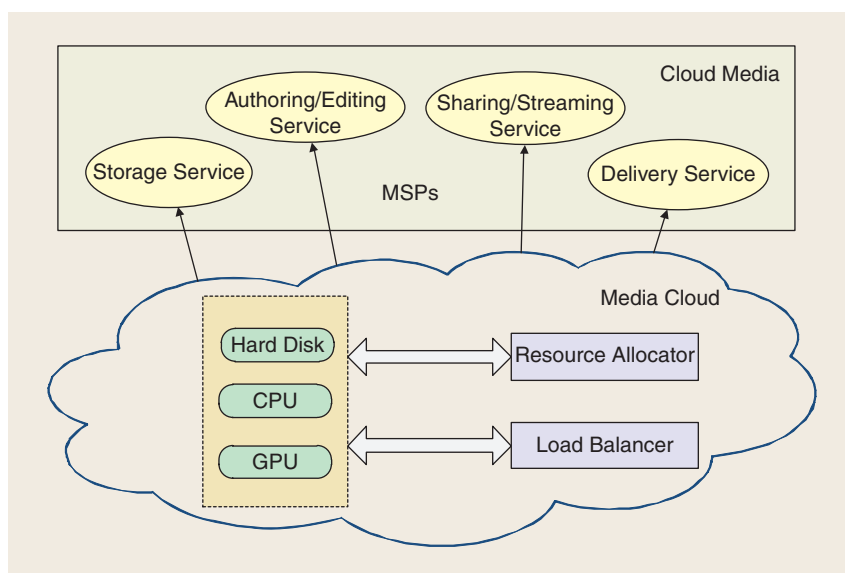 Cloud Media
Authoring/Editing
Service
Sharing/Streaming
Service
Storage Service
Delivery Service
MSPs
Media Cloud
Hard Disk
Resource Allocator
CPU
Load Balancer
GPU